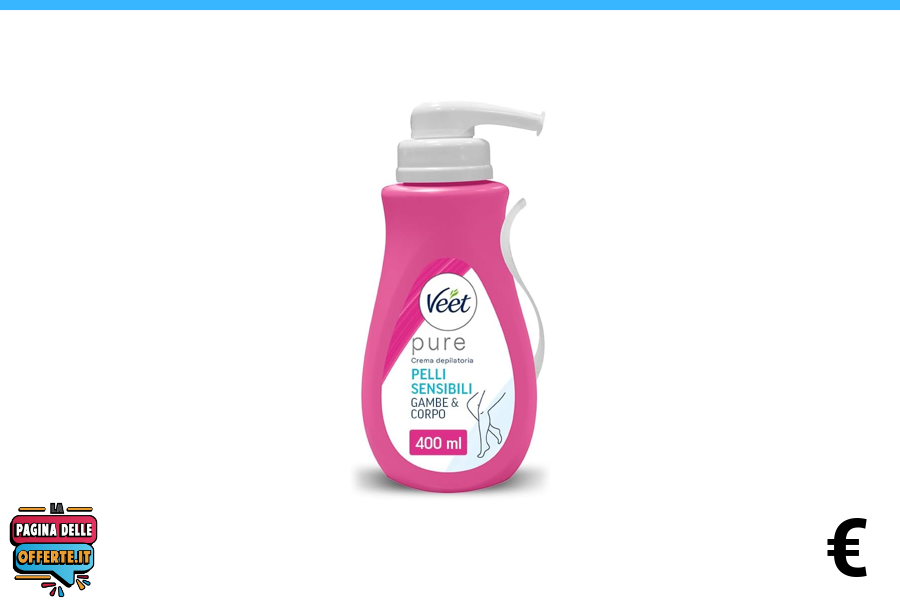 Veet
pure
Crema depilatoria
PELLI
SENSIBILI
GAMBE &
CORPO
400 ml
LA
PAGINA DELLE
OFFERTE.IT
€